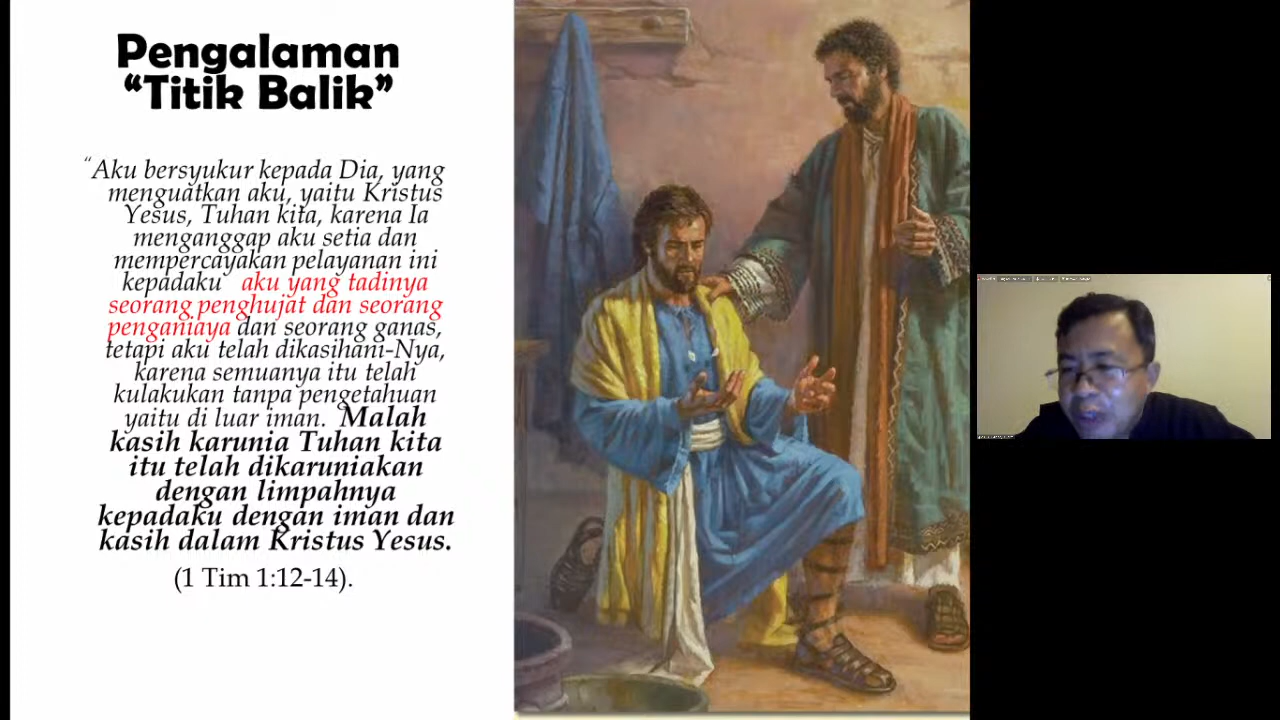 Pengalaman
“Titik Balik”
“Aku bersyukur kepada Dia, yang
menguatkan aku, yaitu Kristus
Yesus, Tuhan kita, karena Ia
menganggap aku setia dan
mempercayakan pelayanan ini
kepadaku aku yang tadinya
seorang penghujat dan seorang
penganiaya dan seorang ganas,
tetapi aku telah dikasihani-Nya,
karena semuanya itu telah
kulakukan tanpa pengetahuan
yaitu di luar iman. Malah
kasih karunia Tuhan kita
itu telah dikaruniakan
dengan limpahnya
kepadaku dengan iman dan
kasih dalam Kristus Yesus.
(1 Tim 1:12-14).